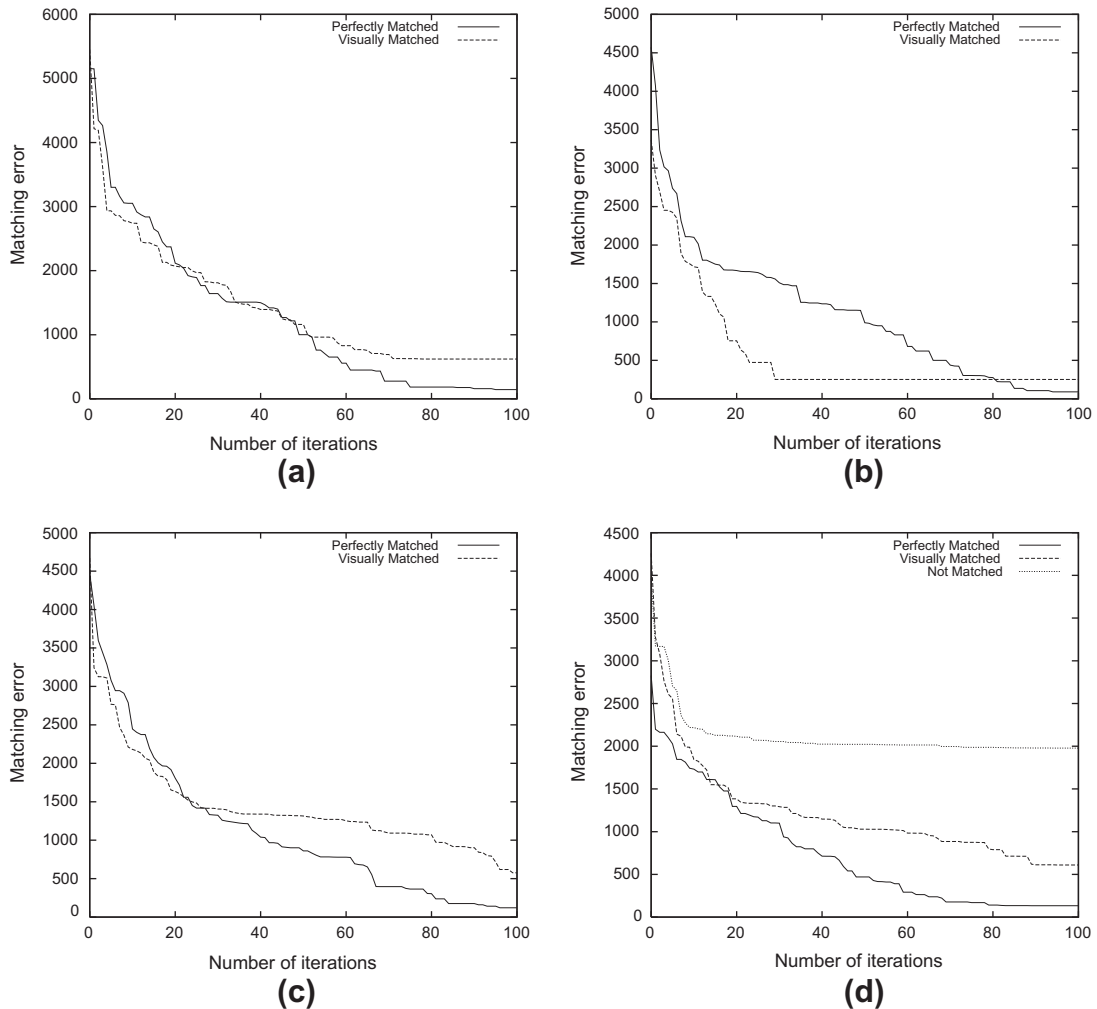 6000
5000
4000
3000
2000
1000
0
0 20 40 60 80 100
Matching error
Number of iterations
Perfectly Matched
Visually Matched
(a)
5000
4500
4000
3500
3000
2500
2000
1500
1000
500
0
0 20 40 60 80 100
Matching error
Number of iterations
Perfectly Matched
Visually Matched
(b)
5000
4500
4000
3500
3000
2500
2000
1500
1000
500
0
0 20 40 60 80 100
Matching error
Number of iterations
Perfectly Matched
Visually Matched
(c)
4500
4000
3500
3000
2500
2000
1500
1000
500
0
0 20 40 60 80 100
Matching error
Number of iterations
Perfectly Matched
Visually Matched
Not Matched
(d)